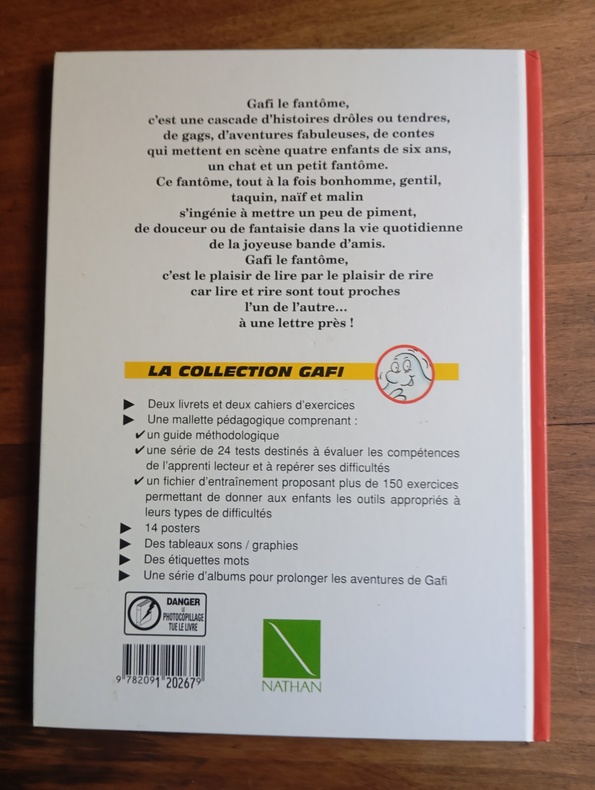 Gafi le fantôme,
c'est une cascade d'histoires drôles ou tendres,
de gags, d'aventures fabuleuses, de contes
qui mettent en scène quatre enfants de six ans,
un chat et un petit fantôme.
Ce fantôme, tout à la fois bonhomme, gentil,
taquin, naïf et malin
s'ingénie à mettre un peu de piment,
de douceur ou de fantaisie dans la vie quotidienne
de la joyeuse bande d'amis.
Gafi le fantôme,
c'est le plaisir de lire par le plaisir de rire
car lire et rire sont tout proches
l'un de l'autre...
à une lettre près !
LA COLLECTION GAFI
▶ Deux livrets et deux cahiers d'exercices
▶ Une mallette pédagogique comprenant :
✔ un guide méthodologique
✔ une série de 24 tests destinés à évaluer les compétences
de l'apprenti lecteur et à repérer ses difficultés
✔ un fichier d'entraînement proposant plus de 150 exercices
permettant de donner aux enfants les outils appropriés à
leurs types de difficultés
▶ 14 posters
▶ Des tableaux sons / graphies
▶ Des étiquettes mots
▶ Une série d'albums pour prolonger les aventures de Gafi
DANGER
LE
PHOTOCOPILLAGE
TUE LE LIVRE
9 782091 202679
NATHAN